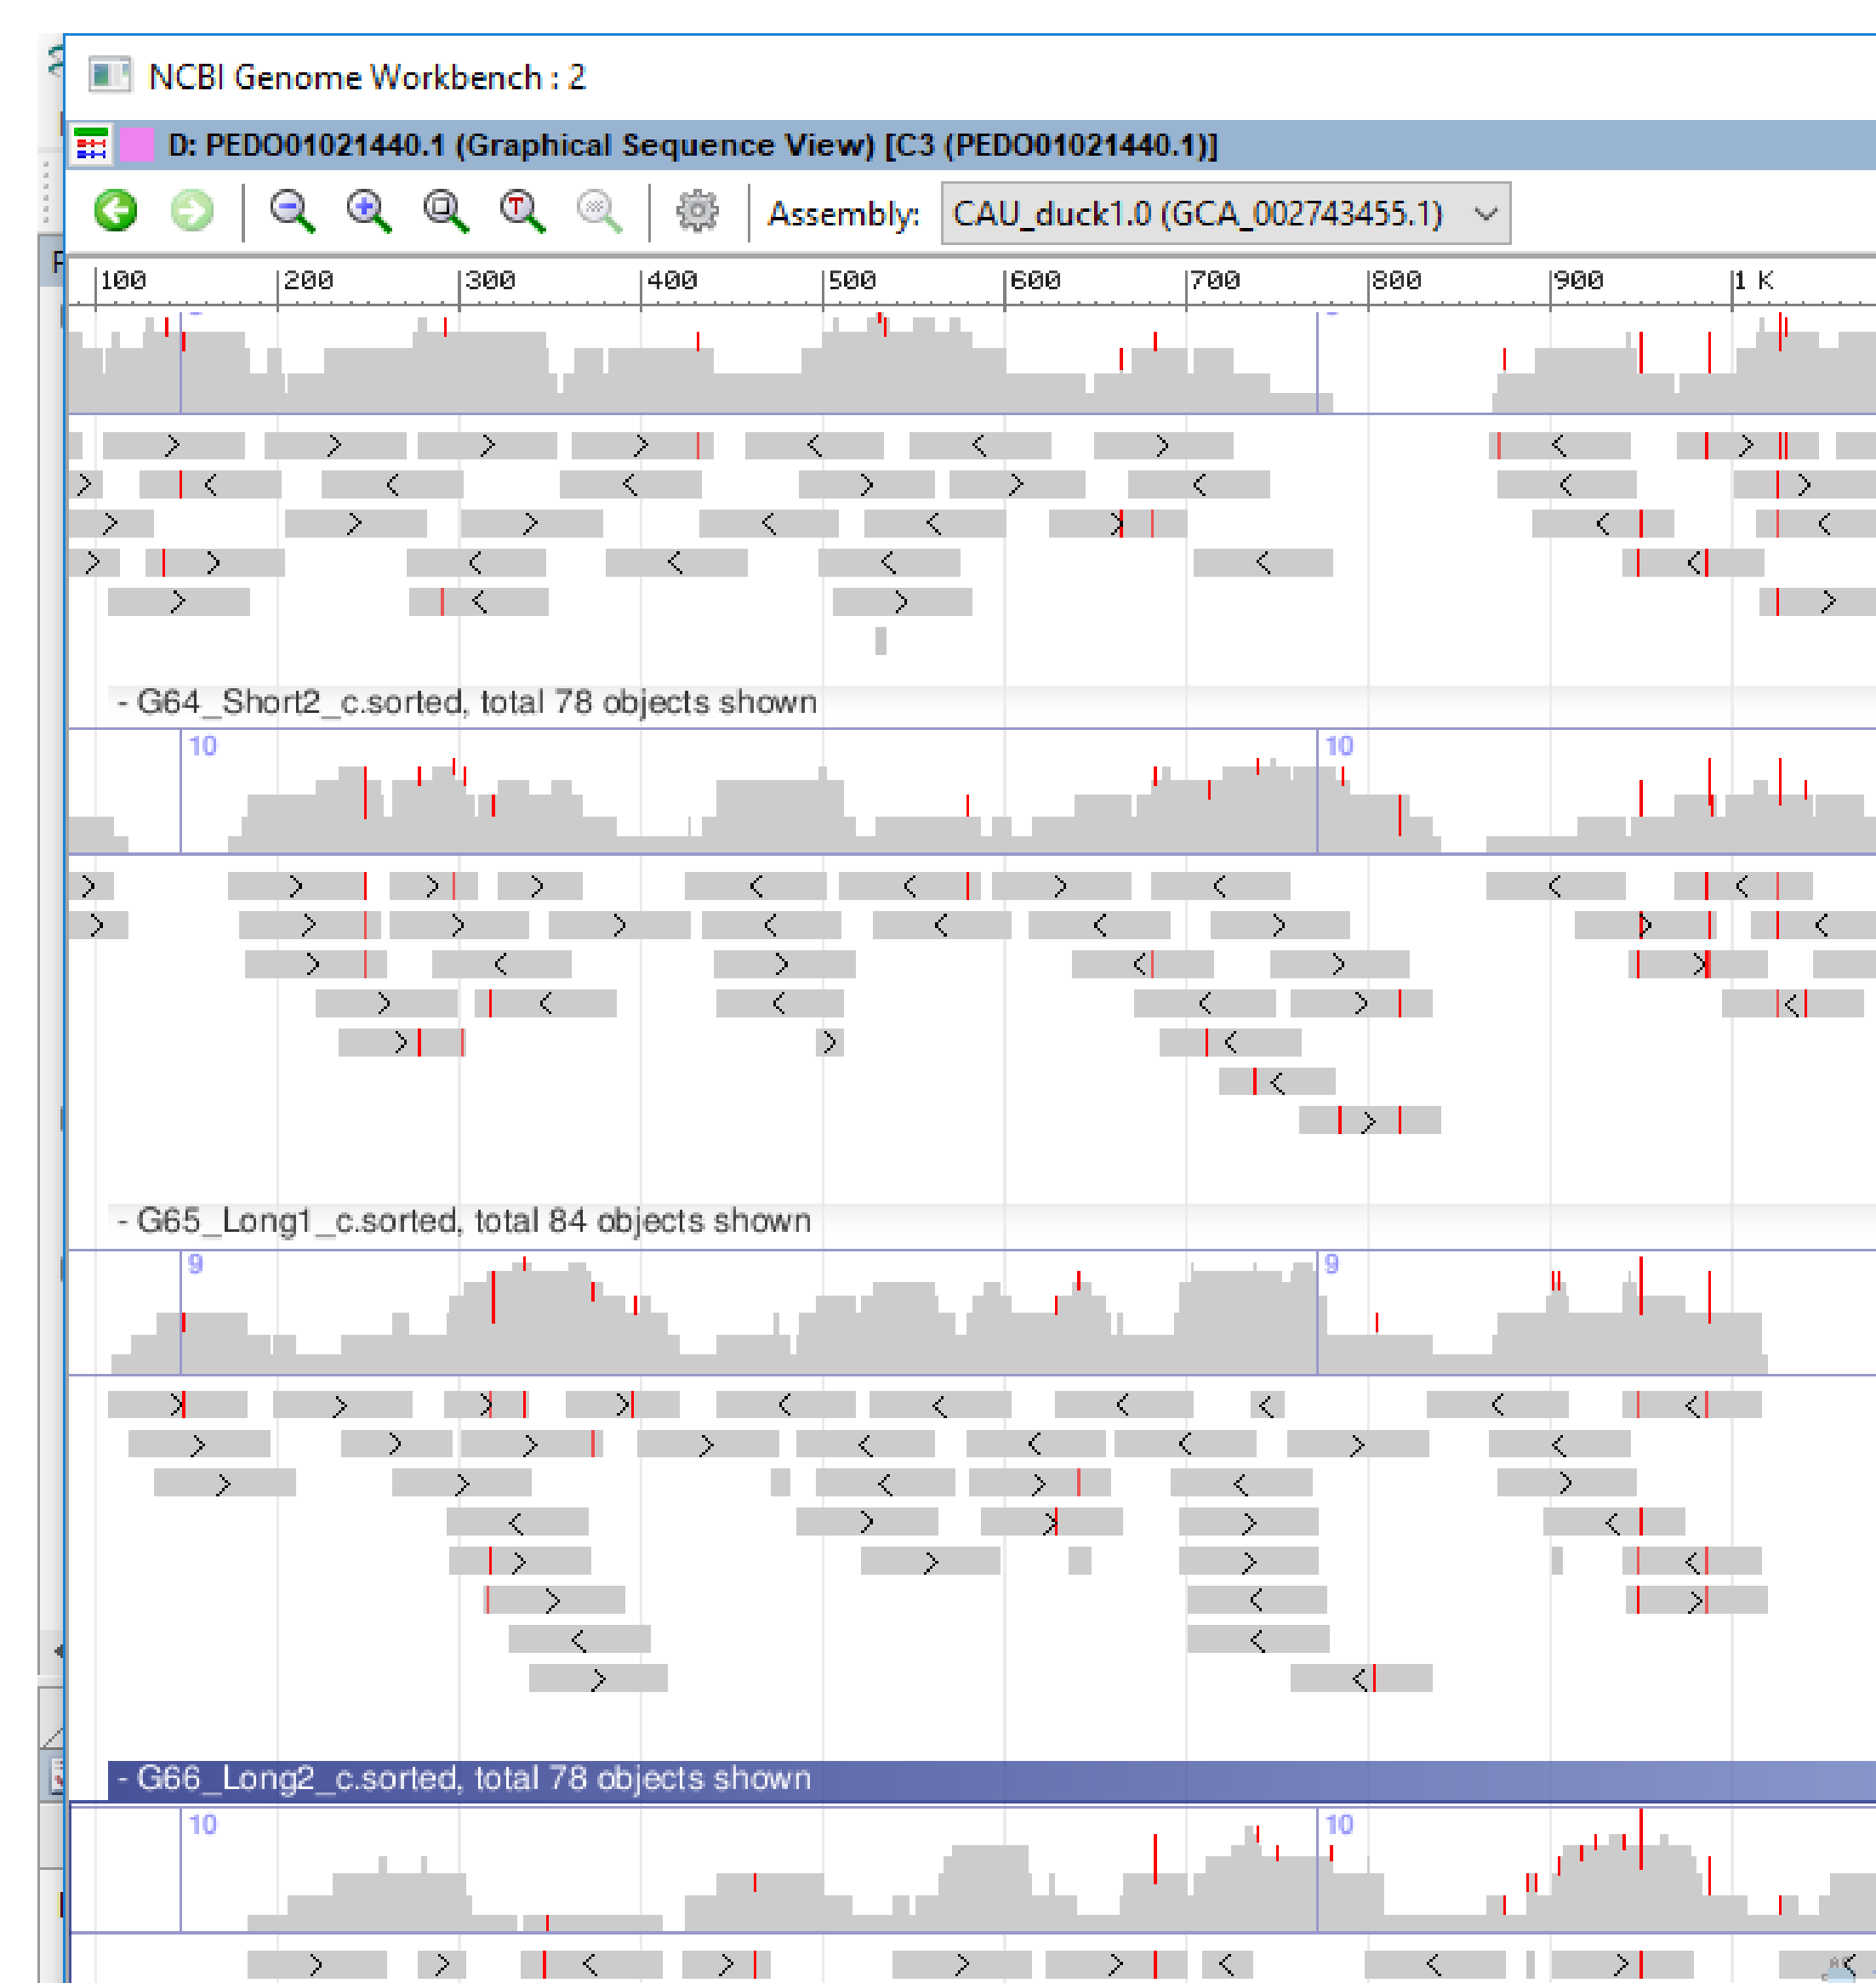 NCBI Genome Workbench : 2
D: PEDO01021440.1 (Graphical Sequence View) [C3 (PEDO01021440.1)]
Assembly: CAU_duck1.0 (GCA_002743455.1)
100 200 300 400 500 600 700 800 900 1 K
- G64_Short2_c.sorted, total 78 objects shown
10 10
- G65_Long1_c.sorted, total 84 objects shown
9 9
- G66_Long2_c.sorted, total 78 objects shown
10 10